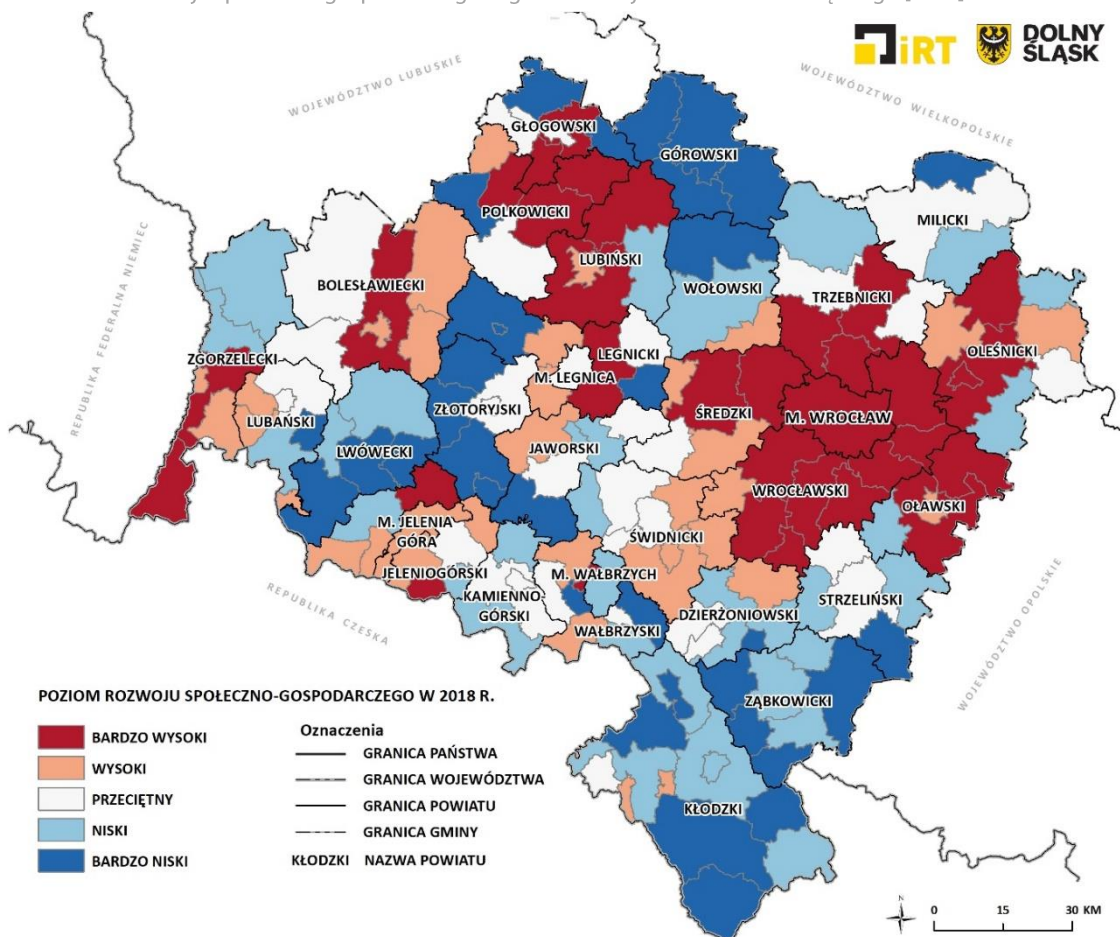 iRT
DOLNY
ŚLĄSK
WOJEWÓDZTWO LUBUSKIE
WOJEWÓDZTWO WIELKOPOLSKIE
REPUBLIKA FEDERALNA NIEMIEC
GŁOGOWSKI
GÓROWSKI
POLKOWICKI
MILICKI
LUBIŃSKI
BOLESŁAWIECKI
WOŁOWSKI
TRZEBNICKI
ZGORZELECKI
LEGNICKI
OLEŚNICKI
M. LEGNICA
LUBAŃSKI
ZŁOTORYJSKI
ŚREDZKI
M. WROCŁAW
LWÓWECKI
JAWORSKI
WROCŁAWSKI
OŁAWSKI
M. JELENIA
GÓRA
ŚWIDNICKI
JELENIOGÓRSKI
M. WAŁBRZYCH
KAMIENNO-
GÓRSKI
STRZELIŃSKI
REPUBLIKA CZESKA
DZIERŻONIOWSKI
WAŁBRZYSKI
WOJEWÓDZTWO OPOLSKIE
ZĄBKOWICKI
KŁODZKI
POZIOM ROZWOJU SPOŁECZNO-GOSPODARCZEGO W 2018 R.
BARDZO WYSOKI
WYSOKI
PRZECIĘTNY
NISKI
BARDZO NISKI
Oznaczenia
GRANICA PAŃSTWA
GRANICA WOJEWÓDZTWA
GRANICA POWIATU
GRANICA GMINY
KŁODZKI NAZWA POWIATU
N
0 15 30 KM